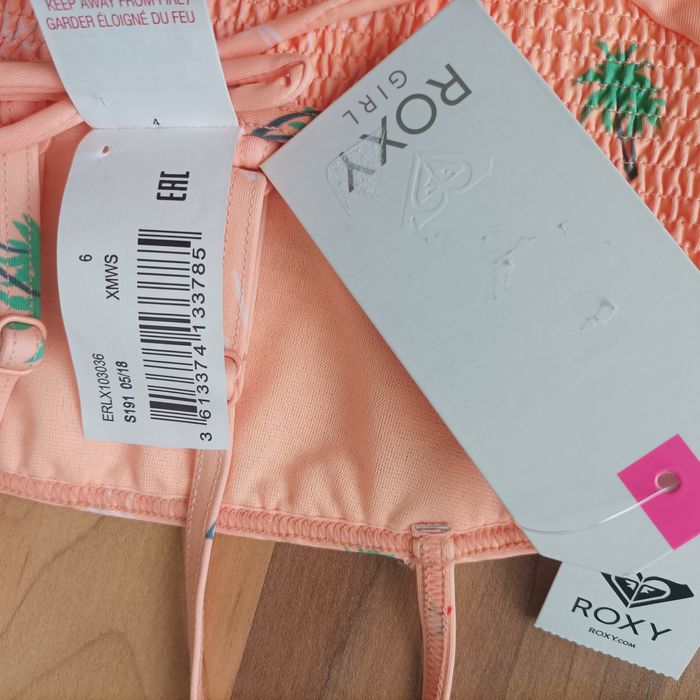 KEEP AWAY FROM FIRE /
GARDER ÉLOIGNÉ DU FEU
4
EAC
6
XMWS
ERLX103036
S191 05/18
3 613374 133785
ROXY
GIRL
ROXY
ROXY.COM